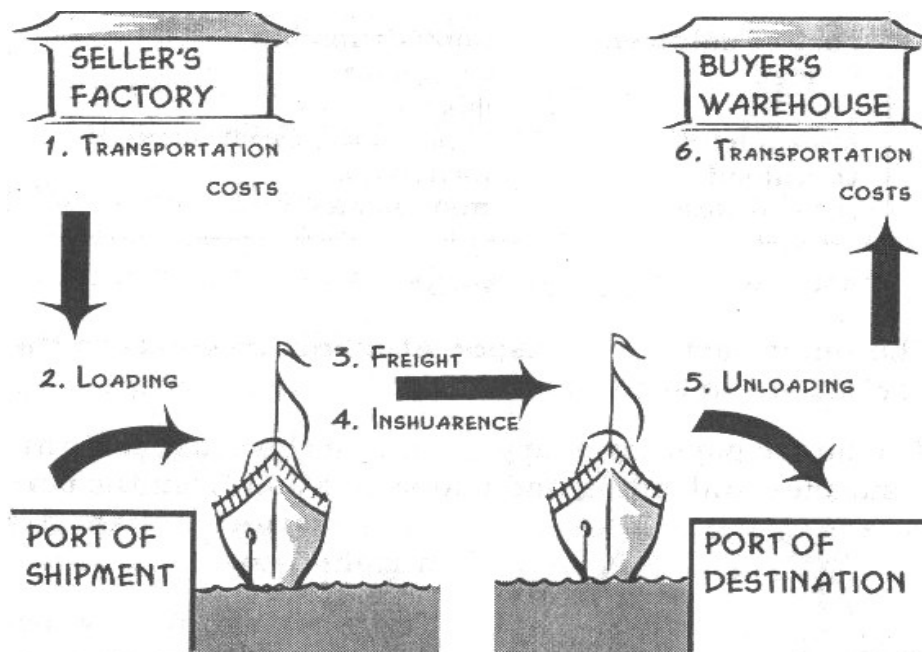 SELLER'S
FACTORY
1. TRANSPORTATION
COSTS
BUYER'S
WAREHOUSE
6. TRANSPORTATION
COSTS
2. LOADING
3. FREIGHT
4. INSHUARENCE
5. UNLOADING
PORT OF
SHIPMENT
PORT OF
DESTINATION